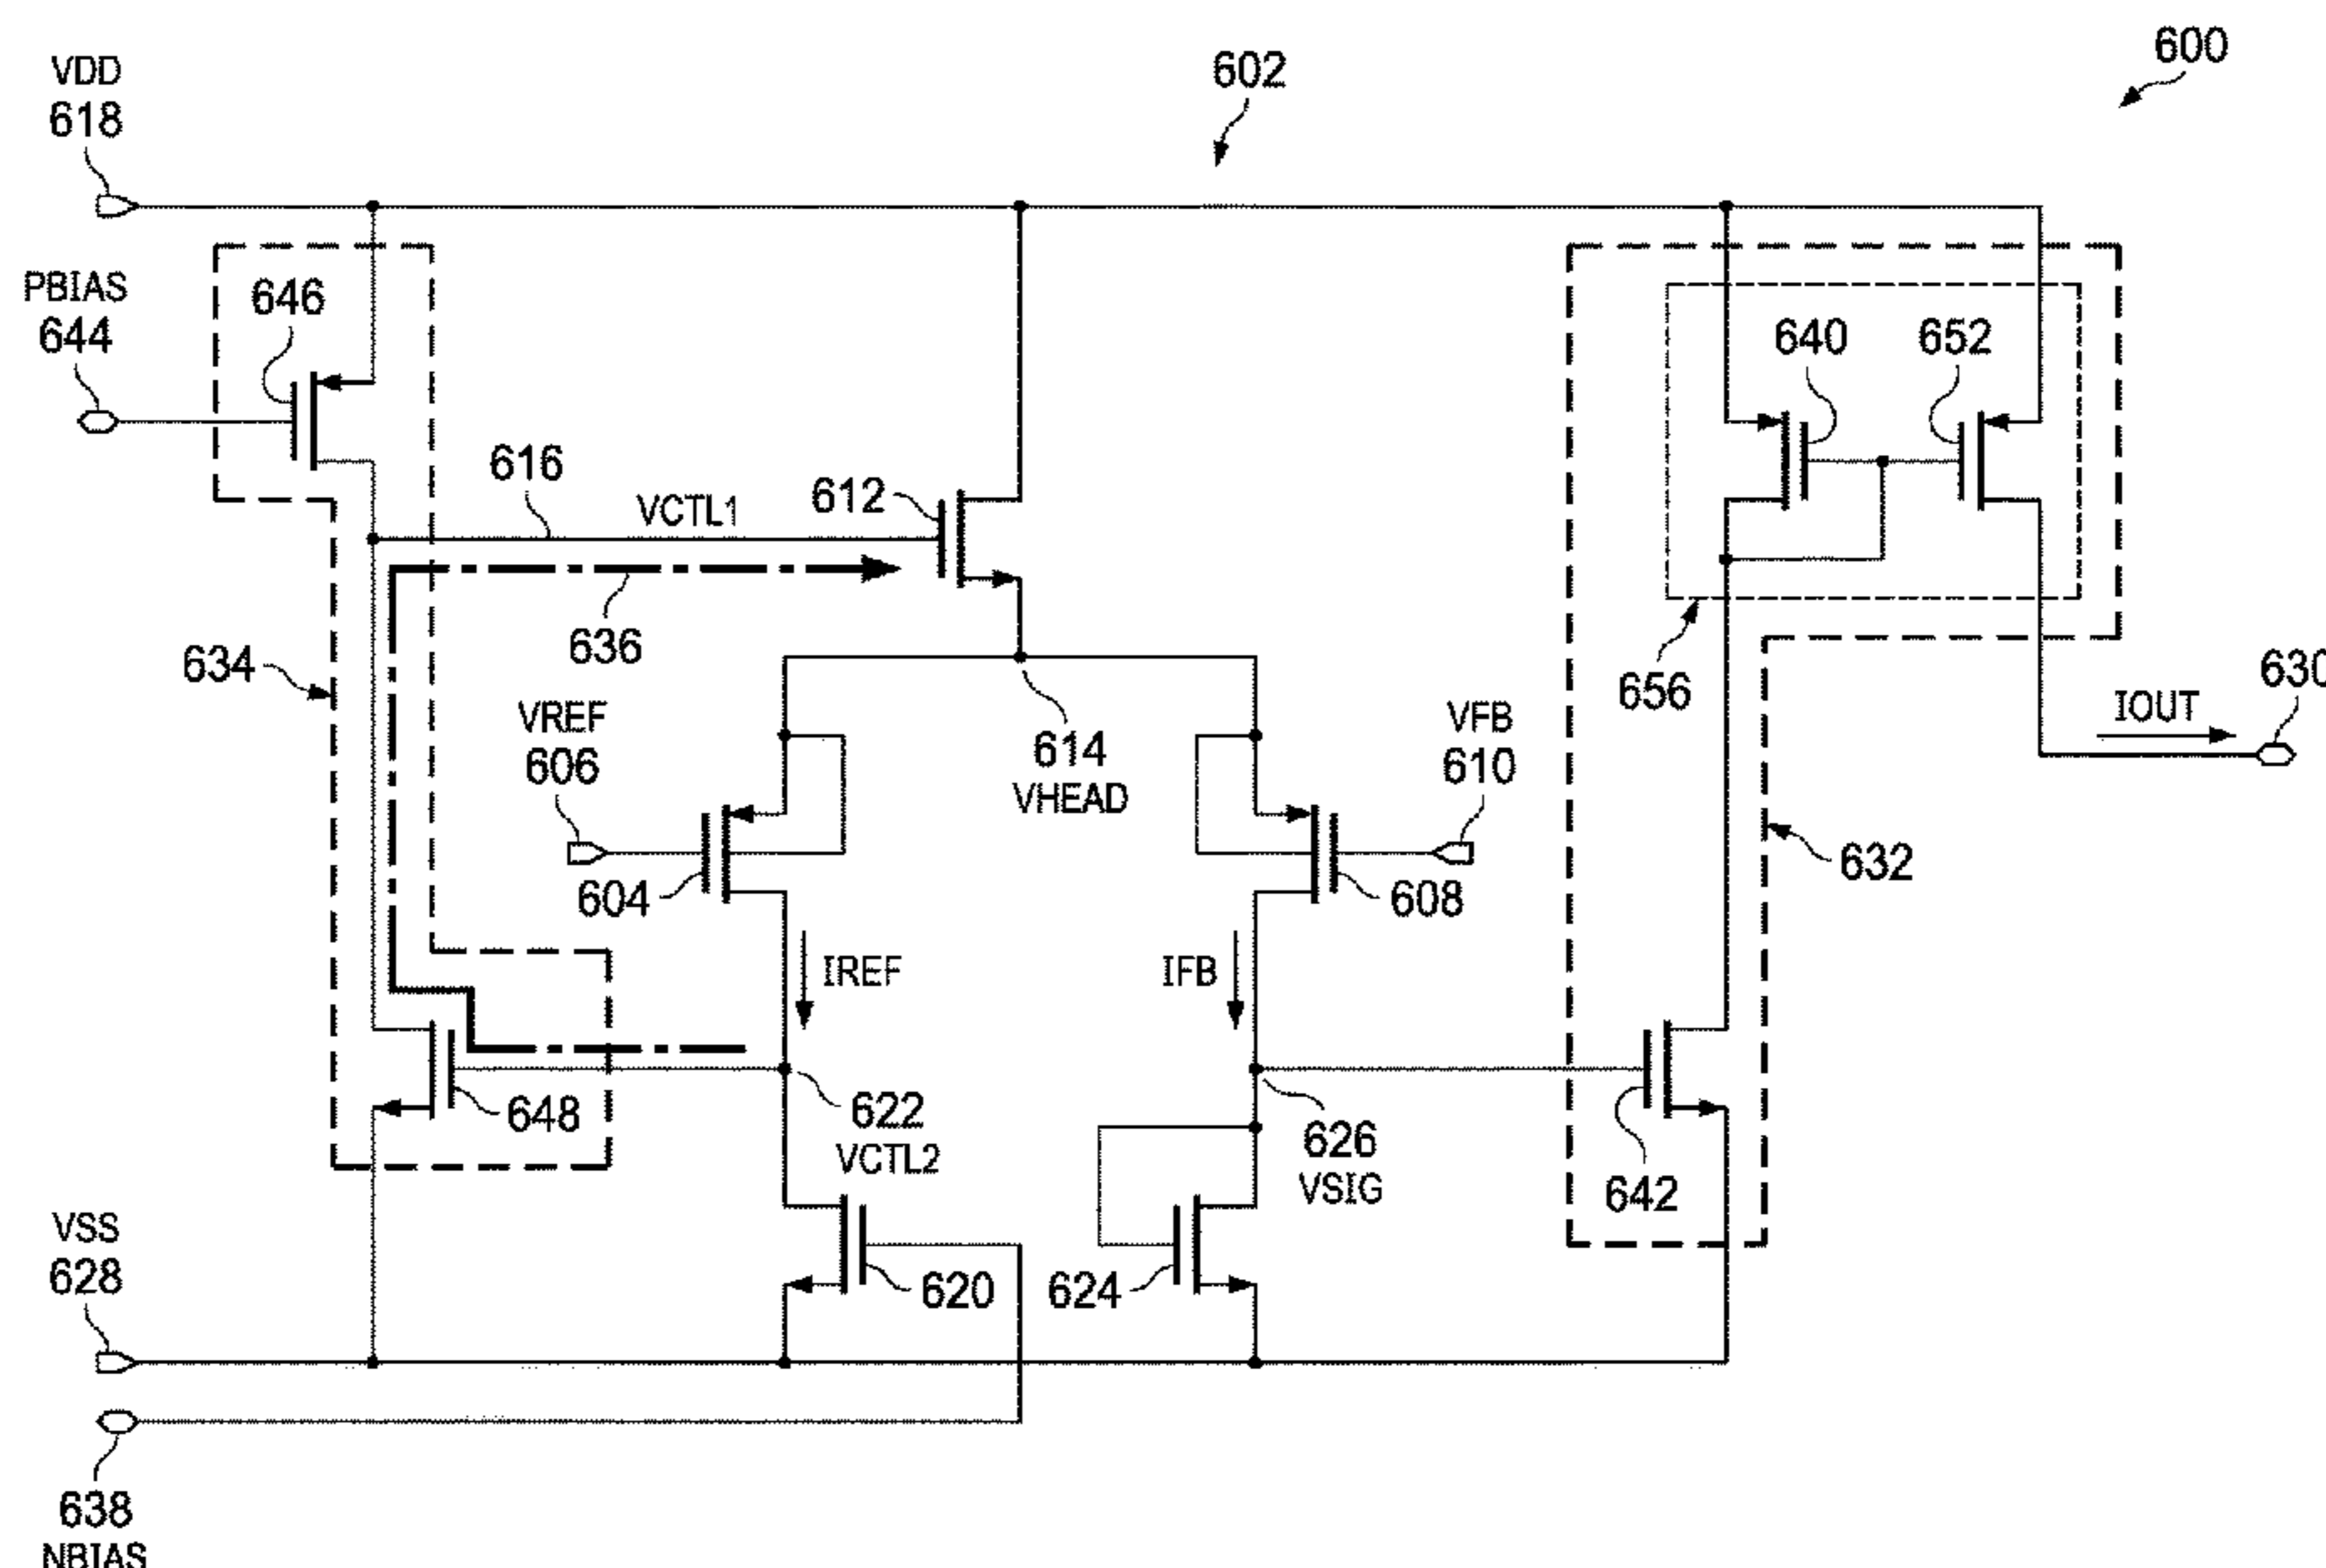 600
602
VDD
618
PBIAS
644
646
640
652
616
VCTL1
612
636
634
656
630
IOUT
VREF
606
614
VHEAD
VFB
610
604
608
632
IREF
IFB
648
622
VCTL2
626
VSIG
642
VSS
628
620
624
638
NBIAS